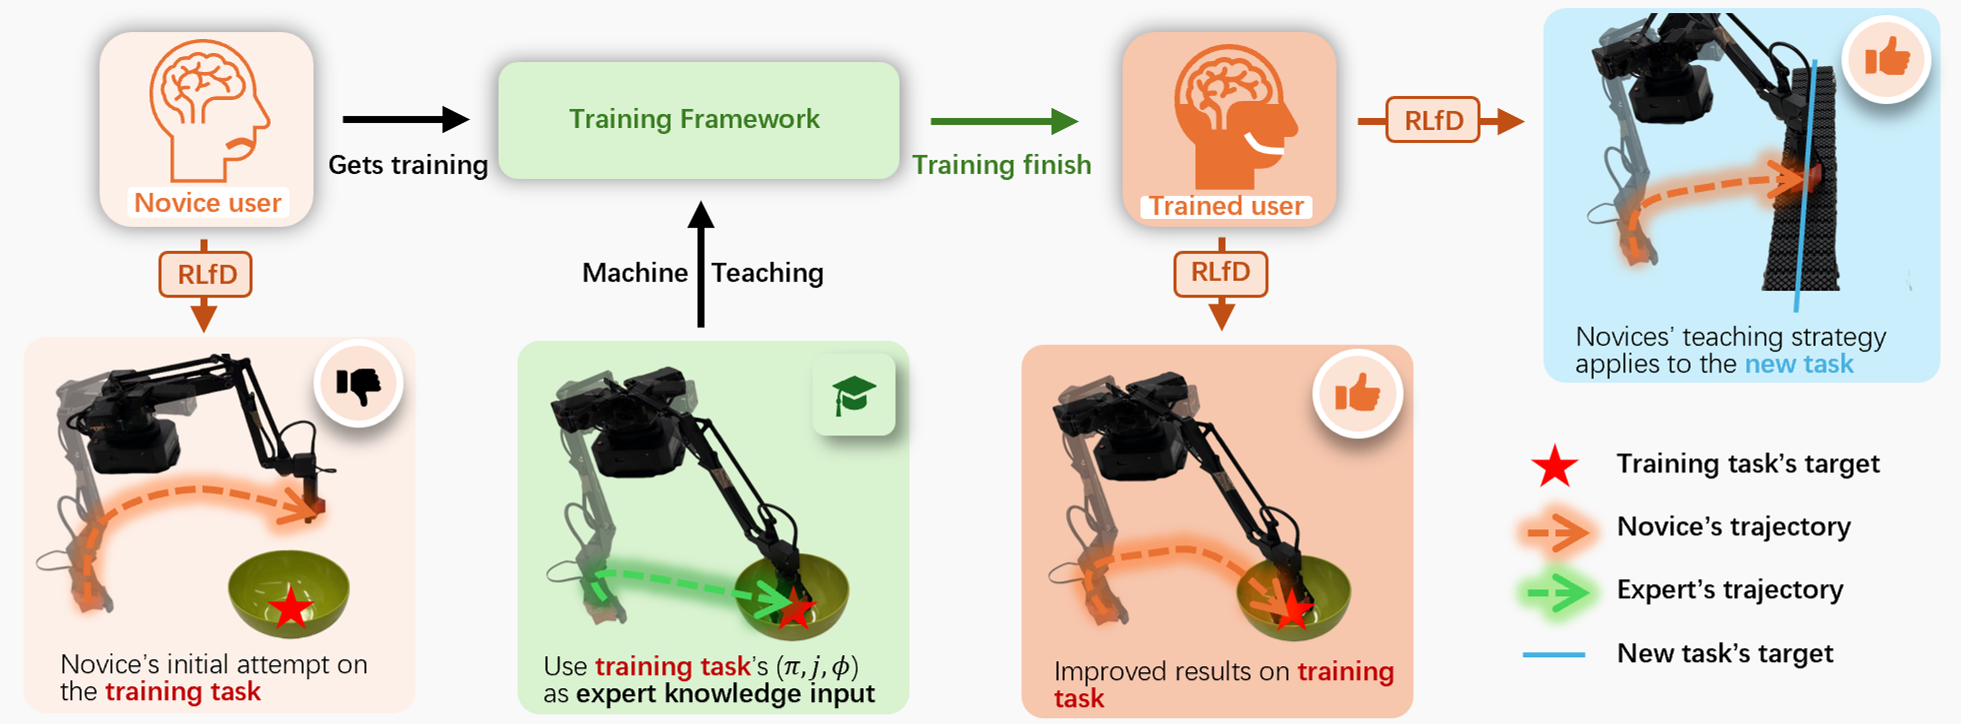 Novice user
Gets training
Training Framework
Training finish
Trained user
RLfD
RLfD
Machine Teaching
RLfD
Novice's initial attempt on
the training task
Use training task's (π, j, ϕ)
as expert knowledge input
Improved results on training
task
Novices' teaching strategy
applies to the new task
Training task's target
Novice's trajectory
Expert's trajectory
New task's target